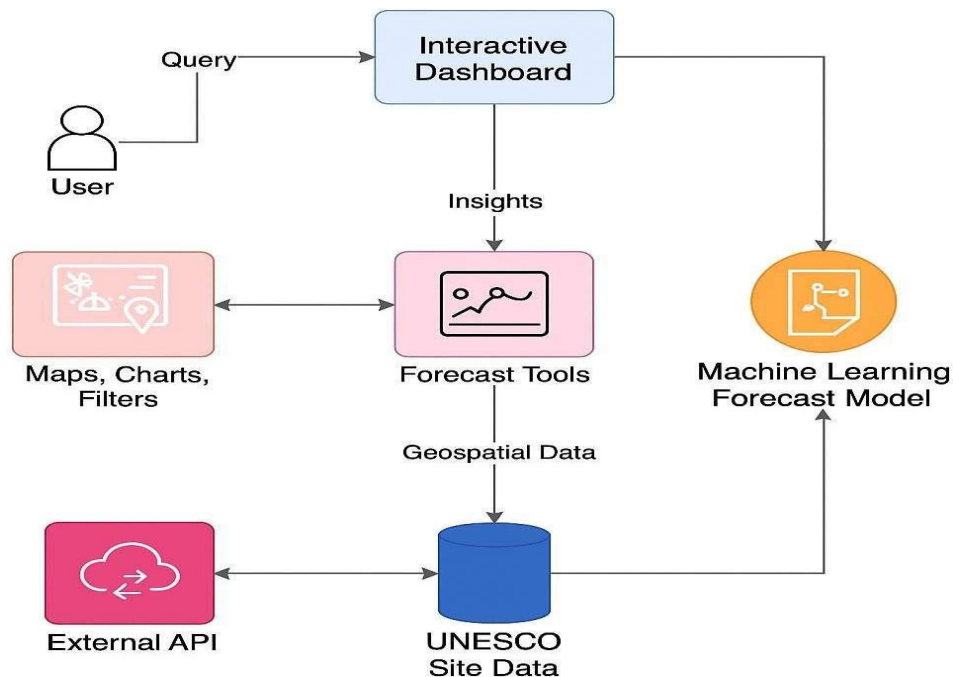 Interactive
Dashboard
Query
User
Insights
Maps, Charts,
Filters
Forecast Tools
Machine Learning
Forecast Model
Geospatial Data
External API
UNESCO
Site Data